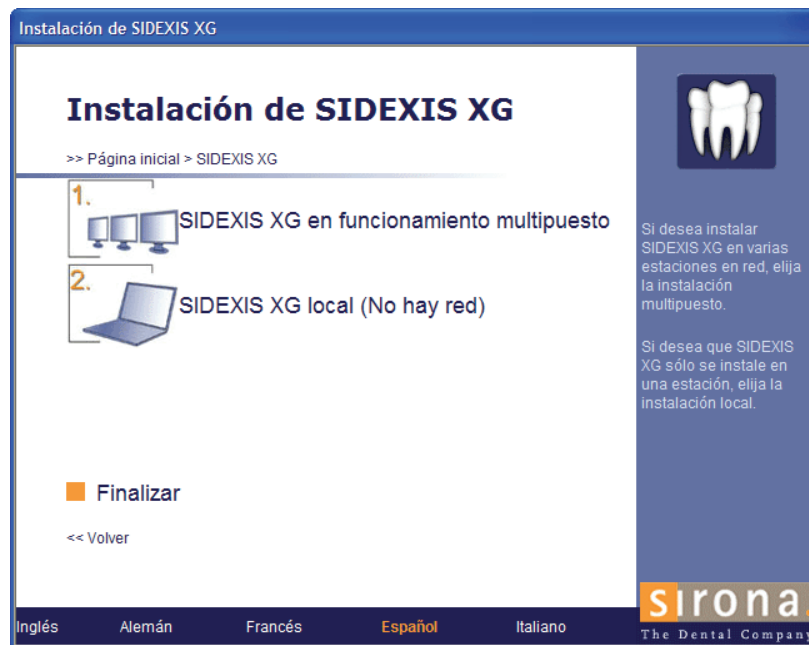 Instalación de SIDEXIS XG
Instalación de SIDEXIS XG
>> Página inicial > SIDEXIS XG
1.
SIDEXIS XG en funcionamiento multipuesto
2.
SIDEXIS XG local (No hay red)
Finalizar
<< Volver
Si desea instalar
SIDEXIS XG en varias
estaciones en red, elija
la instalación
multipuesto.
Si desea que SIDEXIS
XG sólo se instale en
una estación, elija la
instalación local.
sirona.
The Dental Company
Inglés Alemán Francés Español Italiano